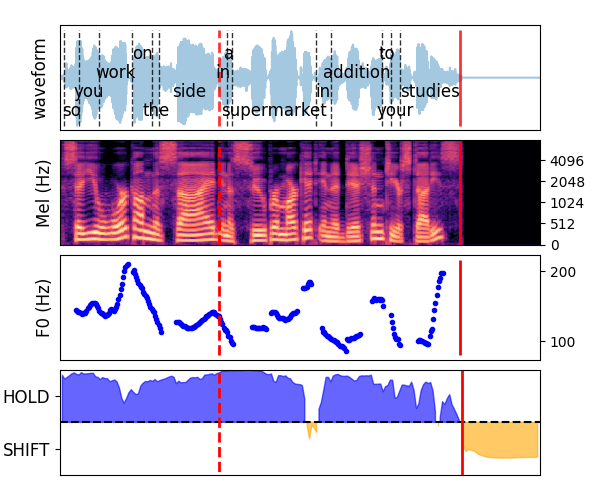 waveform
on a to
work in addition
you side in studies
so the supermarket your
Mel (Hz)
4096
2048
1024
512
0
F0 (Hz)
200
100
HOLD
SHIFT